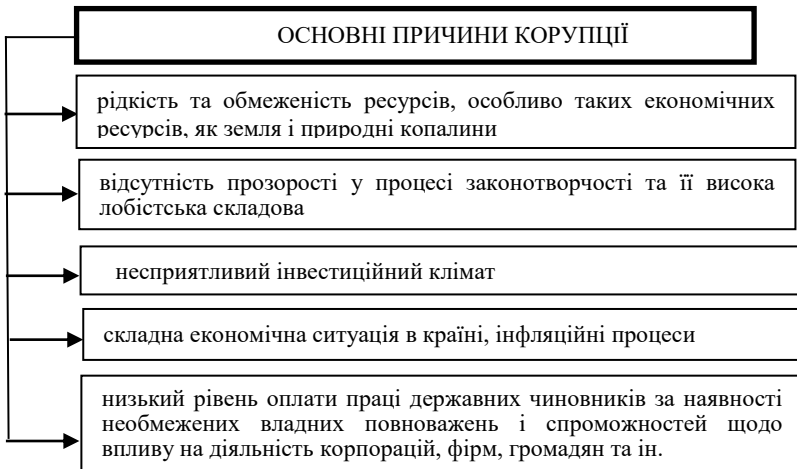 ОСНОВНІ ПРИЧИНИ КОРУПЦІЇ
рідкість та обмеженість ресурсів, особливо таких економічних
ресурсів, як земля і природні копалини
відсутність прозорості у процесі законотворчості та її висока
лобістська складова
несприятливий інвестиційний клімат
складна економічна ситуація в країні, інфляційні процеси
низький рівень оплати праці державних чиновників за наявності
необмежених владних повноважень і спроможностей щодо
впливу на діяльність корпорацій, фірм, громадян та ін.